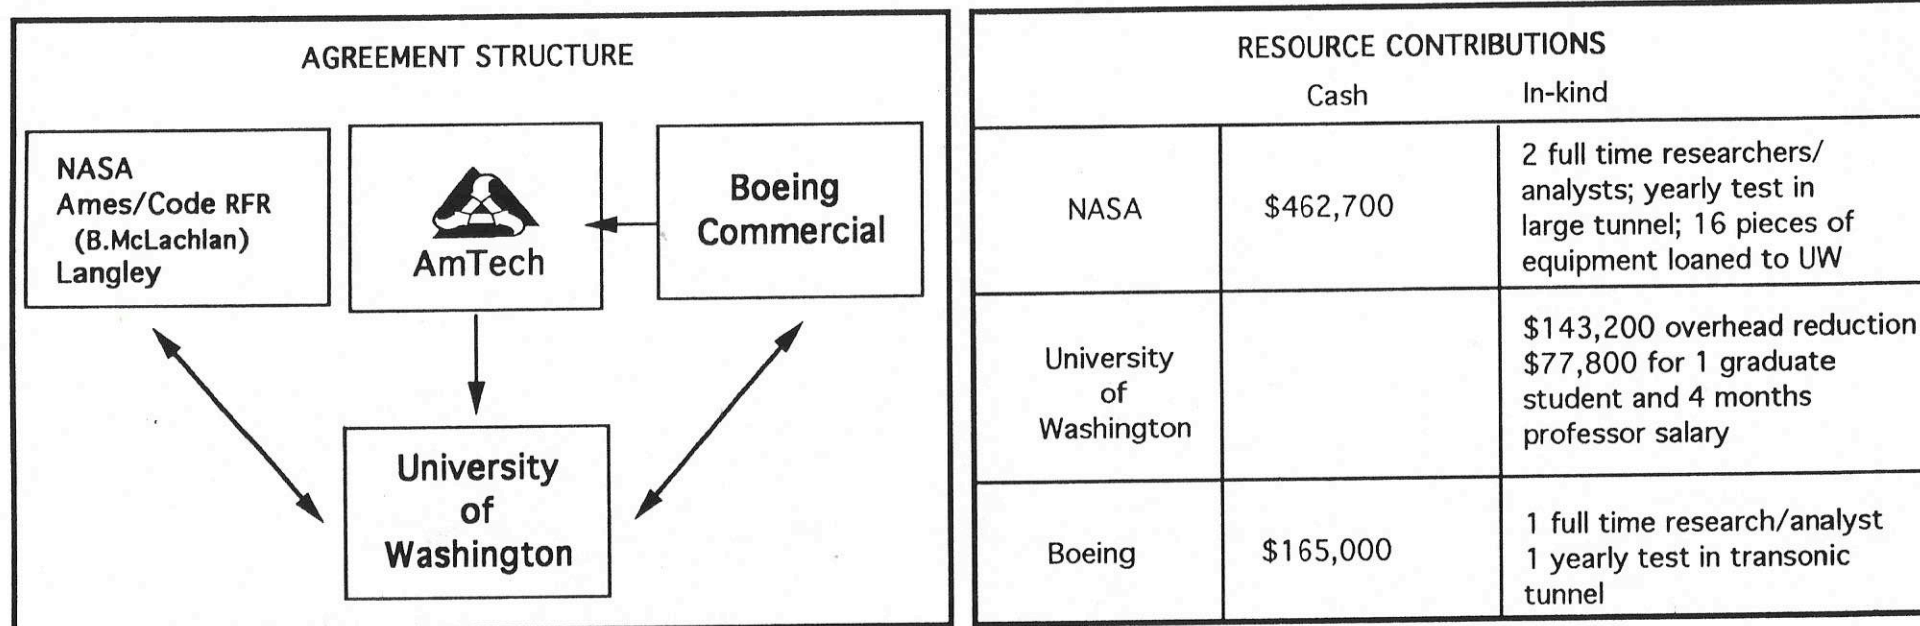 AGREEMENT STRUCTURE
NASA
Ames/Code RFR
(B.McLachlan)
Langley
AmTech
Boeing
Commercial
University
of
Washington
RESOURCE CONTRIBUTIONS
Cash In-kind
NASA
$462,700
2 full time researchers/
analysts; yearly test in
large tunnel; 16 pieces of
equipment loaned to UW
University
of
Washington
$143,200 overhead reduction
$77,800 for 1 graduate
student and 4 months
professor salary
Boeing
$165,000
1 full time research/analyst
1 yearly test in transonic
tunnel